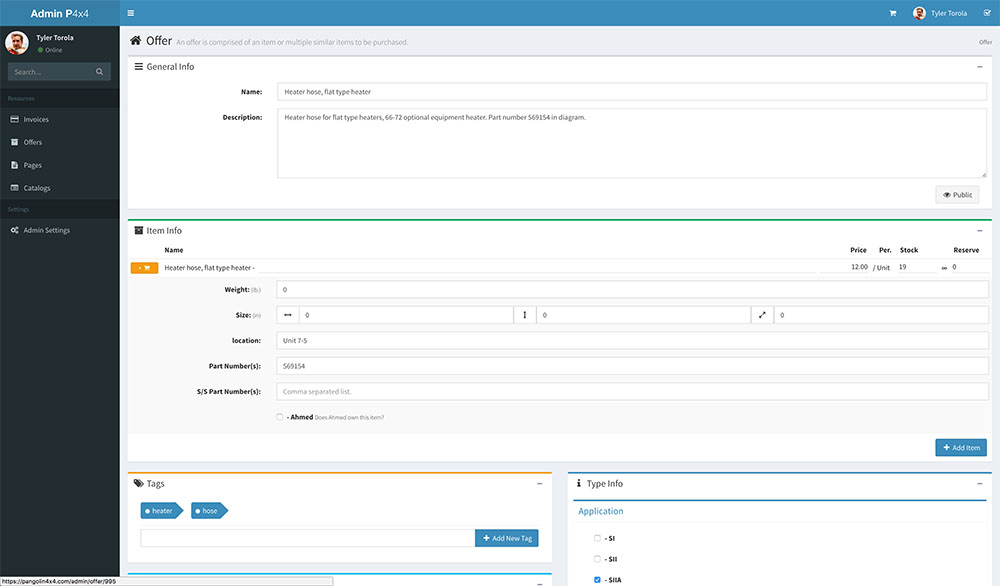 Admin P4x4
Tyler Torola
Tyler Torola
Online
Search...
Resources
Invoices
Offers
Pages
Catalogs
Settings
Admin Settings
Offer An offer is comprised of an item or multiple similar items to be purchased.
Offer
General Info
Name: Heater hose, flat type heater
Description: Heater hose for flat type heaters, 66-72 optional equipment heater. Part number 569154 in diagram.
Public
Item Info
Name Price Per. Stock Reserve
Heater hose, flat type heater - 12.00 / Unit 19 ∞ 0
Weight: (lb.) 0
Size: (in) 0 0 0
location: Unit 7-5
Part Number(s): 569154
S/S Part Number(s): Comma separated list.
- Ahmed Does Ahmed own this item?
+ Add Item
Tags
heater hose
+ Add New Tag
Type Info
Application
- SI
- SII
- SIIA
https://pangolin4x4.com/admin/offer/995